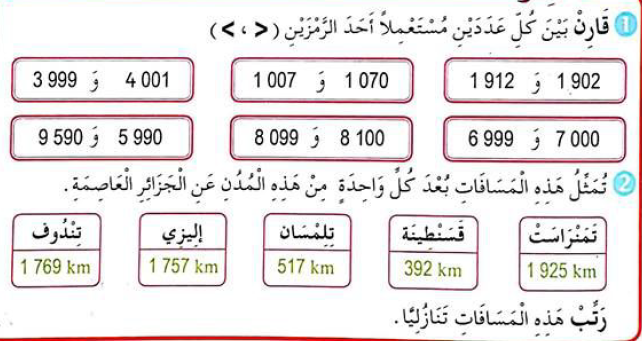 1 قَارِنْ بَيْنَ كُلِّ عَدَدَيْنِ مُسْتَعْمِلاً أَحَدَ الرَّمْزَيْنِ (> ، <)
1 902 وَ 1 912
1 070 وَ 1 007
4 001 وَ 3 999
7 000 وَ 6 999
8 100 وَ 8 099
5 990 وَ 9 590
2 تُمَثِّلُ هَذِهِ الْمَسَافَاتِ بُعْدَ كُلِّ وَاحِدَةٍ مِنْ هَذِهِ الْمُدُنِ عَنِ الْجَزَائِرِ الْعَاصِمَةِ.
تَمَنْرَاسَتْ قَسَنْطِينَة تِلِمْسَان إِلِيزِي تِنْدُوف
1 925 km 392 km 517 km 1 757 km 1 769 km
رَتِّبْ هَذِهِ الْمَسَافَاتِ تَنَازُلِيًّا.